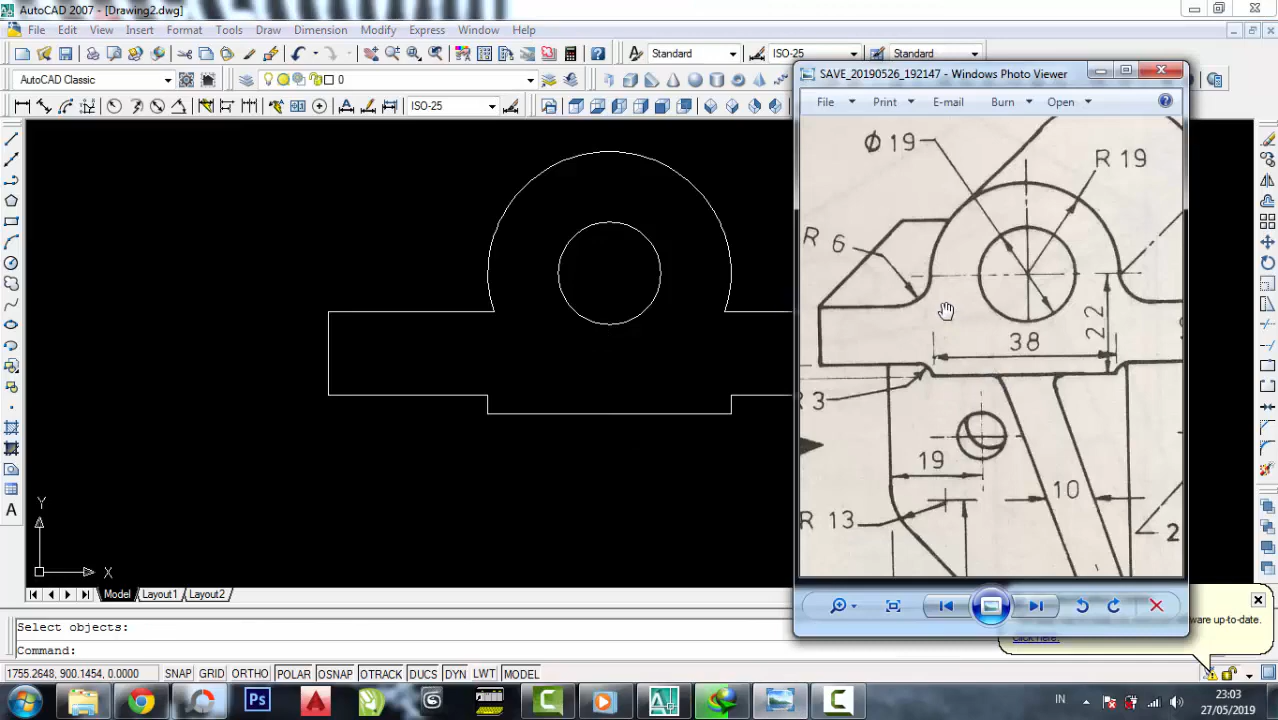 AutoCAD 2007 - [Drawing2.dwg]
File Edit View Insert Format Tools Draw Dimension Modify Express Window Help
Standard
ISO-25
Standard
AutoCAD Classic
0
ISO-25
SAVE_20190526_192147 - Windows Photo Viewer
File Print E-mail Burn Open
Ø 19
R 19
R 6
22
38
R 3
19
10
R 13
2
A
Y
X
Model Layout1 Layout2
ware up-to-date.
Click here.
Select objects:
Command:
1755.2648, 900.1454, 0.0000 SNAP GRID ORTHO POLAR OSNAP OTRACK DUCS DYN LWT MODEL
Ps
IN
23:03
27/05/2019